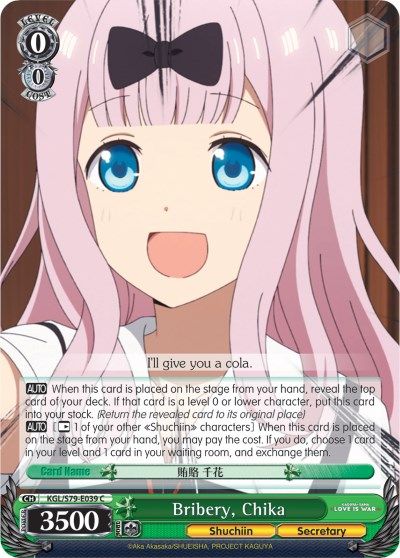 LEVEL
0
0
COST
I'll give you a cola.
AUTO When this card is placed on the stage from your hand, reveal the top
card of your deck. If that card is a level 0 or lower character, put this card
into your stock. (Return the revealed card to its original place)
AUTO [ 1 of your other «Shuchiin» characters] When this card is placed
on the stage from your hand, you may pay the cost. If you do, choose 1
level 1 card in your clock and 1 card in your waiting room, and exchange them.
Card Name 賄賂 千花
CH KGL/S79-E039 C
3500
Bribery, Chika
KAGUYA-SAMA
LOVE IS WAR
Shuchiin Secretary
©Aka Akasaka/SHUEISHA, PROJECT KAGUYA